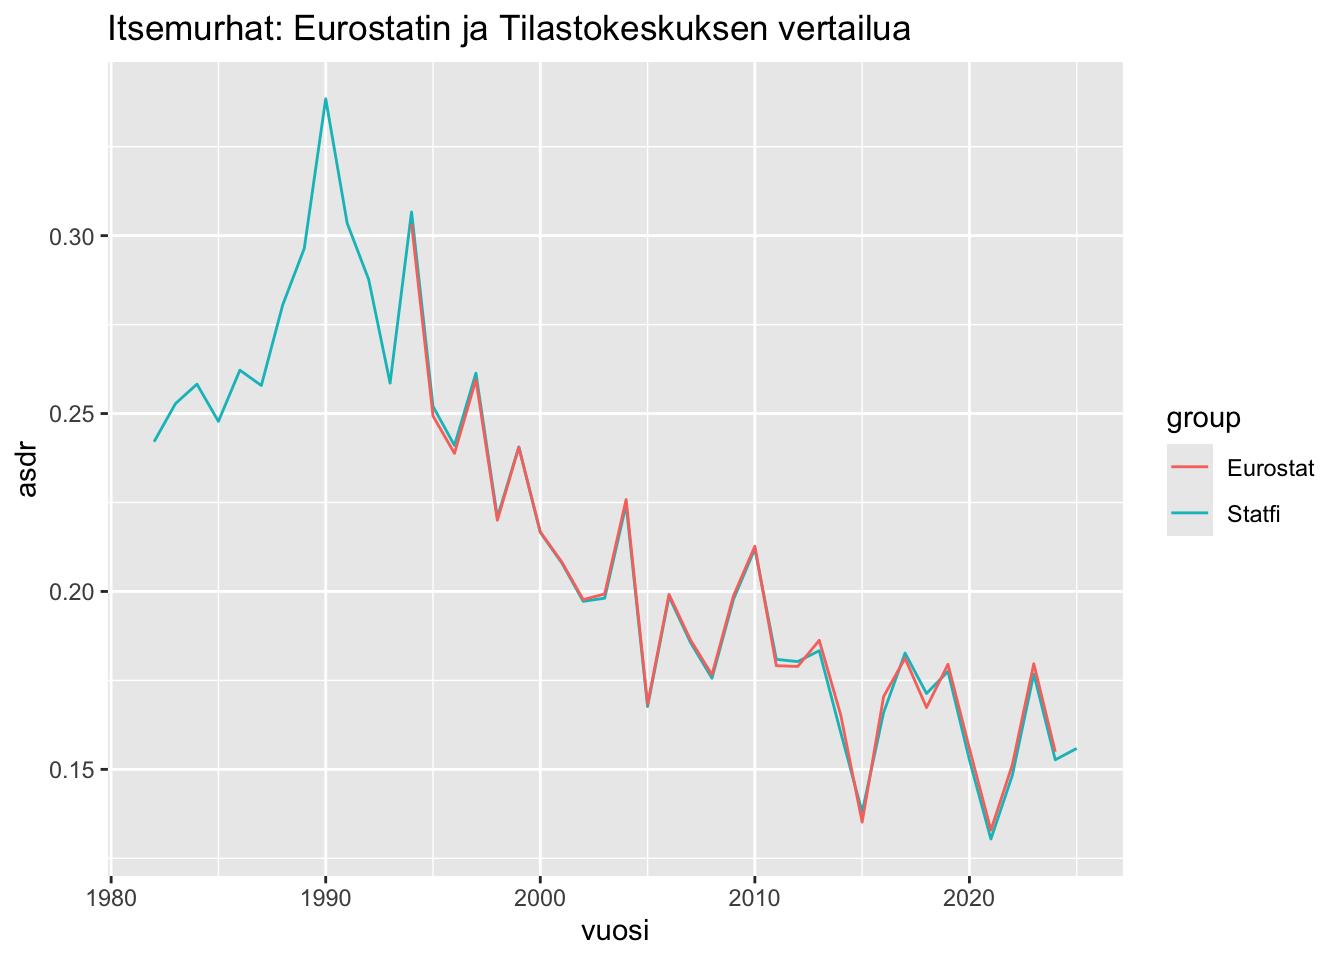 Itsemurhat: Eurostatin ja Tilastokeskuksen vertailua
0.30
0.25
0.20
0.15
asdr
1980
1990
2000
2010
2020
vuosi
group
Eurostat
Statfi